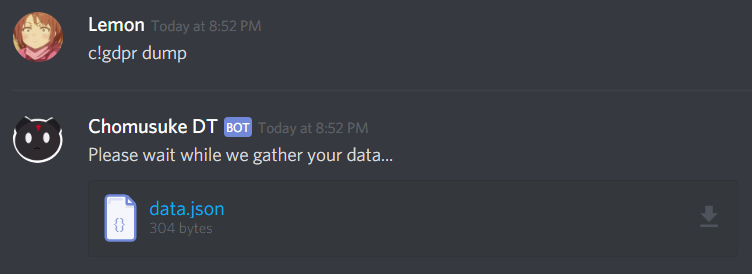 Lemon Today at 8:52 PM
c!gdpr dump
Chomusuke DT BOT Today at 8:52 PM
Please wait while we gather your data...
{}
data.json
304 bytes